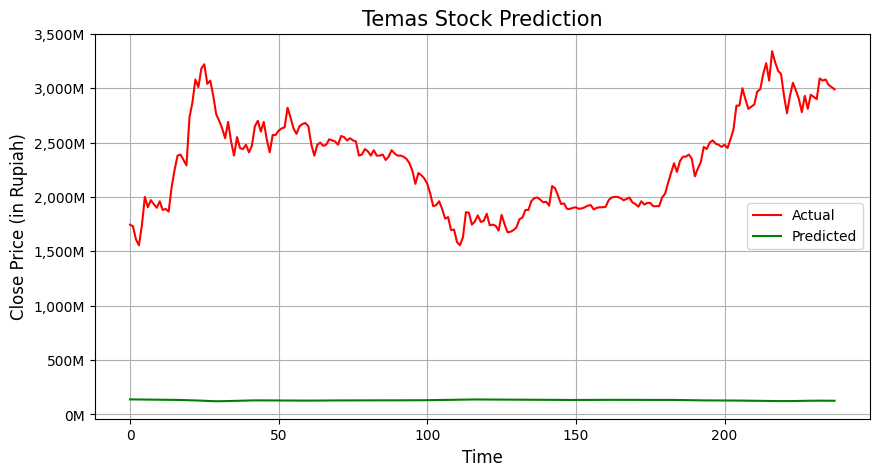 Temas Stock Prediction
Close Price (in Rupiah)
3,500M
3,000M
2,500M
2,000M
1,500M
1,000M
500M
0M
Actual
Predicted
0
50
100
150
200
Time